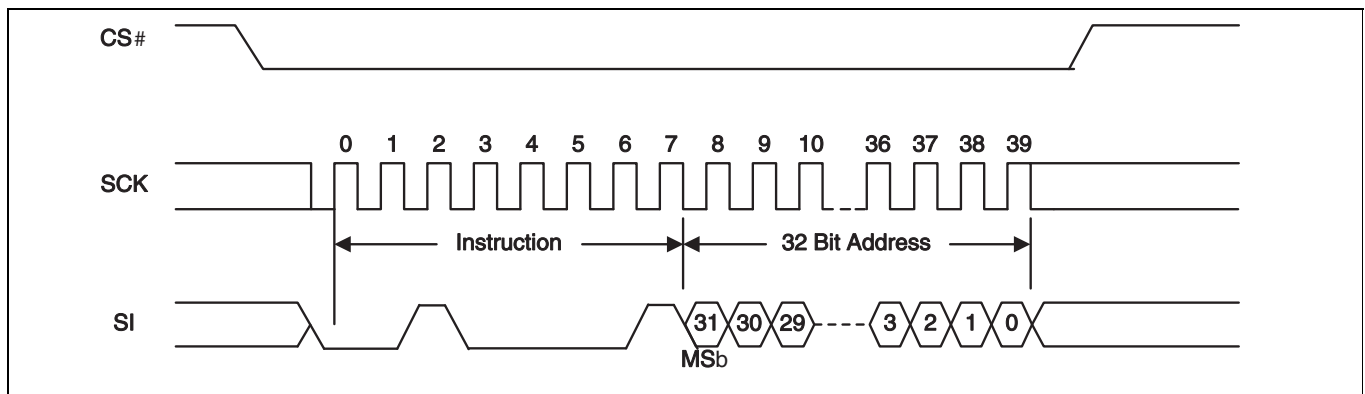 CS#
0 1 2 3 4 5 6 7 8 9 10 36 37 38 39
SCK
Instruction 32 Bit Address
SI 31 30 29 3 2 1 0
MSb